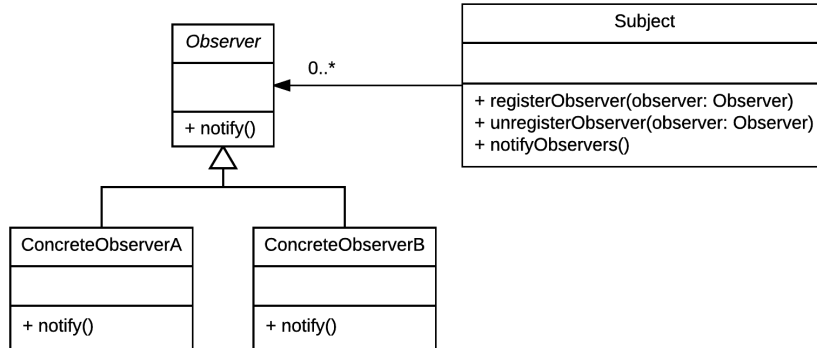 Observer
+ notify()
0..*
Subject
+ registerObserver(observer: Observer)
+ unregisterObserver(observer: Observer)
+ notifyObservers()
ConcreteObserverA
+ notify()
ConcreteObserverB
+ notify()